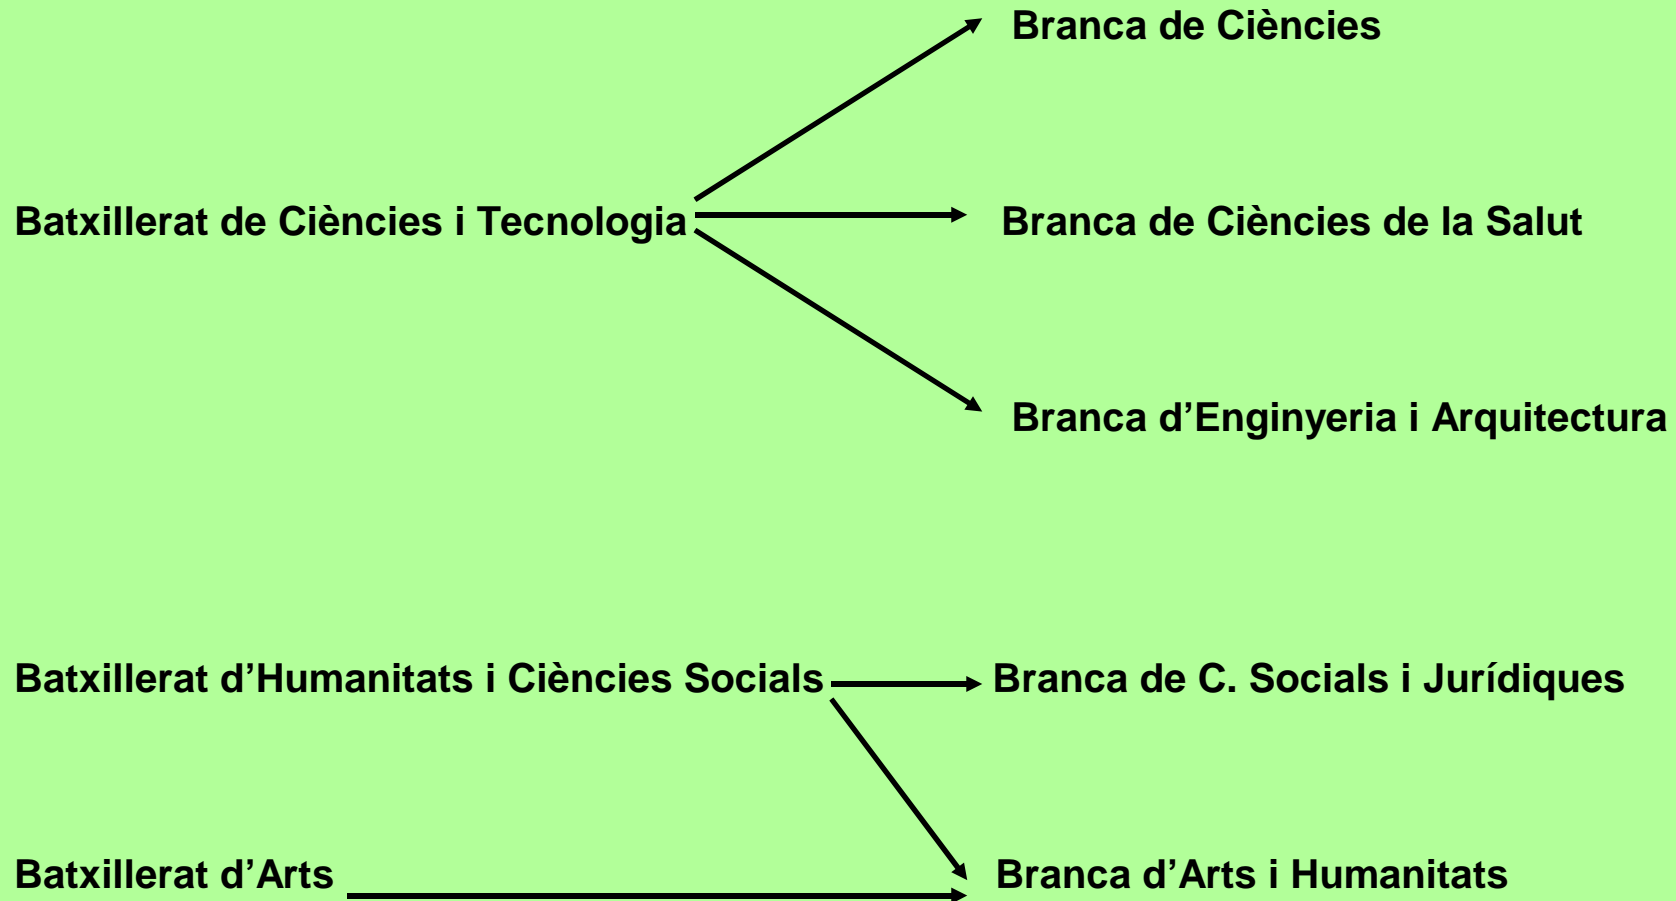 Branca de Ciències
Batxillerat de Ciències i Tecnologia
Branca de Ciències de la Salut
Branca d’Enginyeria i Arquitectura
Batxillerat d’Humanitats i Ciències Socials
Branca de C. Socials i Jurídiques
Batxillerat d’Arts
Branca d’Arts i Humanitats